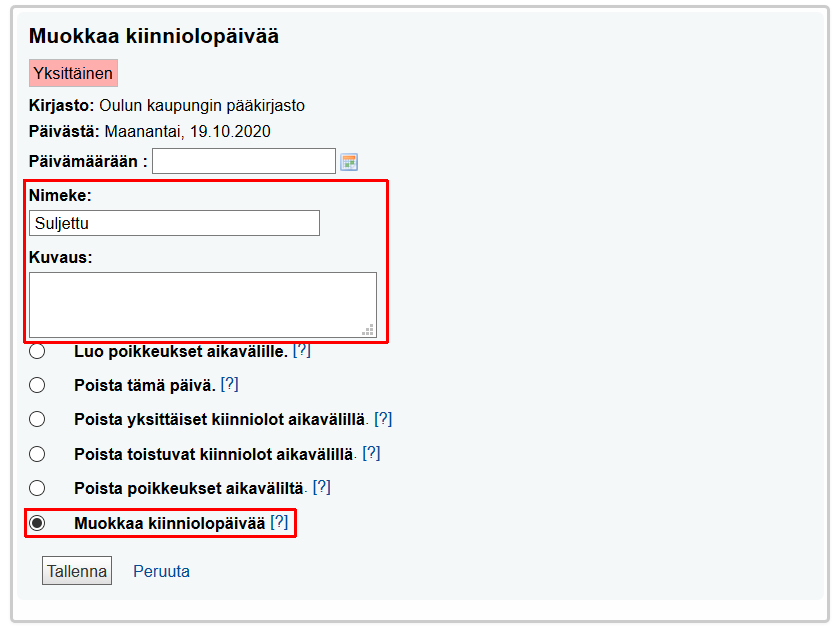 Muokkaa kiinniolopäivää
Yksittäinen
Kirjasto: Oulun kaupungin pääkirjasto
Päivästä: Maanantai, 19.10.2020
Päivämäärään :
Nimeke:
Suljettu
Kuvaus:
Luo poikkeukset aikavälille. [?]
Poista tämä päivä. [?]
Poista yksittäiset kiinniolot aikavälillä. [?]
Poista toistuvat kiinniolot aikavälillä. [?]
Poista poikkeukset aikaväliltä. [?]
Muokkaa kiinniolopäivää [?]
Tallenna Peruuta